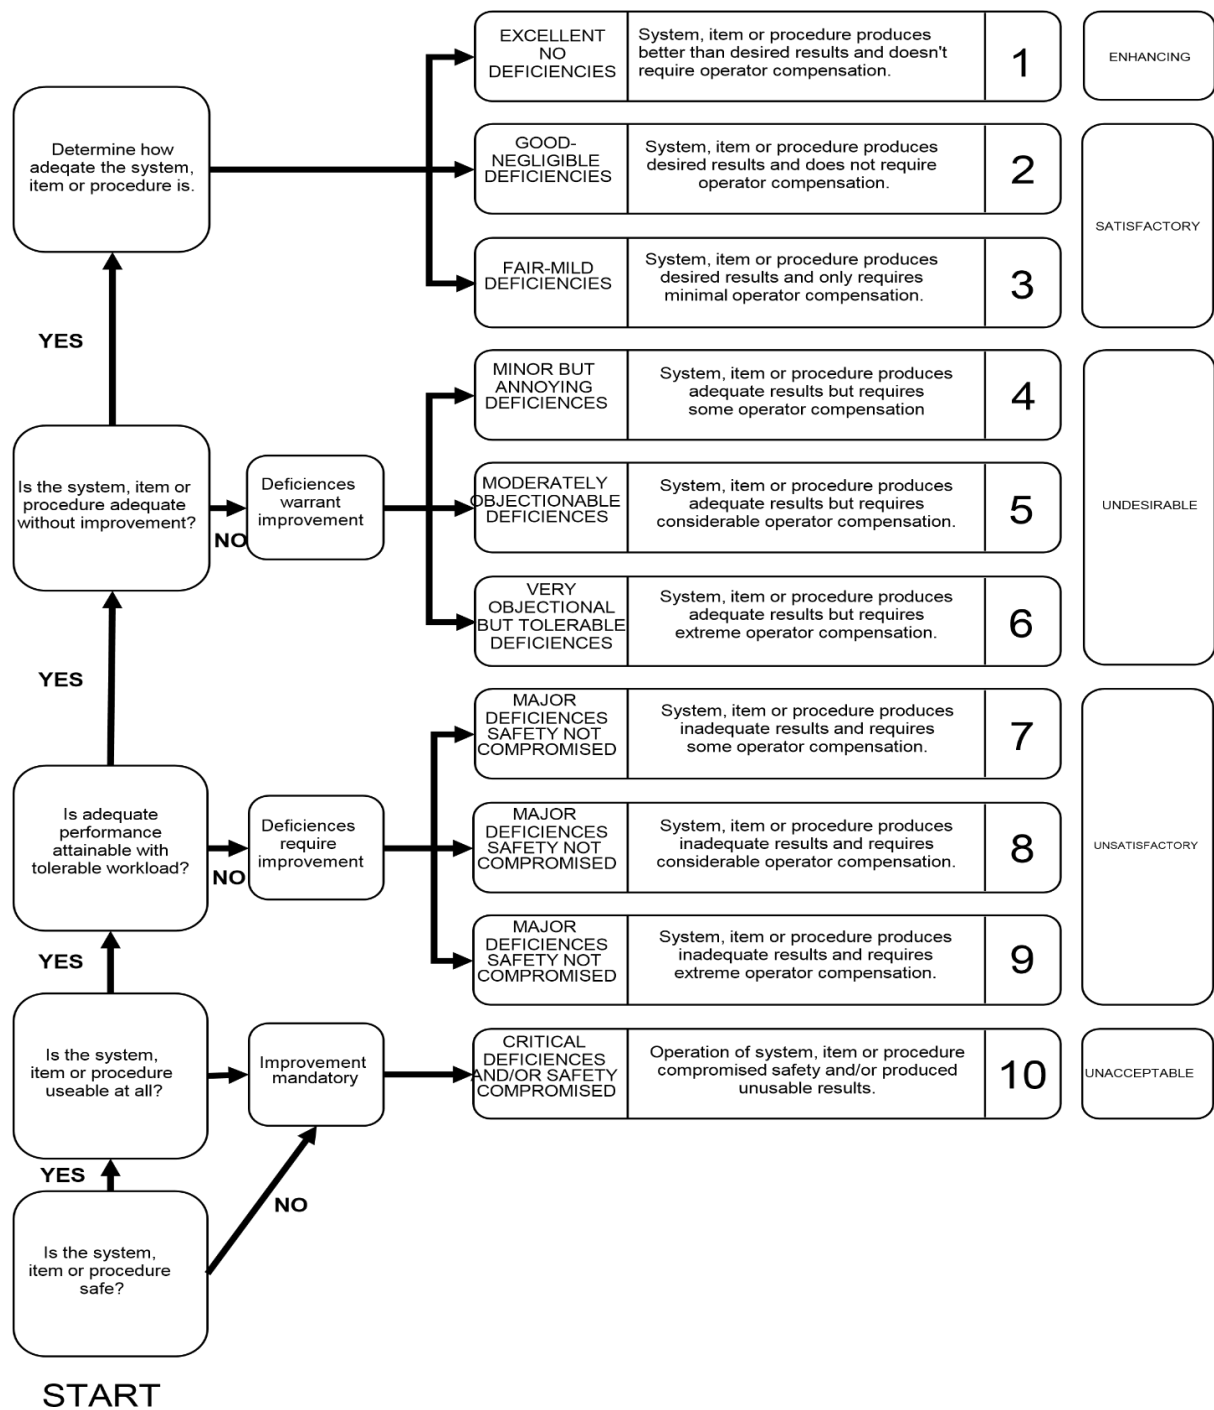 EXCELLENT
NO
DEFICIENCIES
System, item or procedure produces
better than desired results and doesn't
require operator compensation.
1
ENHANCING
Determine how
adeqate the system,
item or procedure is.
GOOD-
NEGLIGIBLE
DEFICIENCIES
System, item or procedure produces
desired results and does not require
operator compensation.
2
SATISFACTORY
FAIR-MILD
DEFICIENCIES
System, item or procedure produces
desired results and only requires
minimal operator compensation.
3
YES
MINOR BUT
ANNOYING
DEFICIENCES
System, item or procedure produces
adequate results but requires
some operator compensation
4
Is the system, item or
procedure adequate
without improvement?
NO
Deficiences
warrant
improvement
MODERATELY
OBJECTIONABLE
DEFICIENCES
System, item or procedure produces
adequate results but requires
considerable operator compensation.
5
UNDESIRABLE
VERY
OBJECTIONAL
BUT TOLERABLE
DEFICIENCES
System, item or procedure produces
adequate results but requires
extreme operator compensation.
6
YES
MAJOR
DEFICIENCES
SAFETY NOT
COMPROMISED
System, item or procedure produces
inadequate results and requires
some operator compensation.
7
Is adequate
performance
attainable with
tolerable workload?
NO
Deficiences
require
improvement
MAJOR
DEFICIENCES
SAFETY NOT
COMPROMISED
System, item or procedure produces
inadequate results and requires
considerable operator compensation.
8
UNSATISFACTORY
MAJOR
DEFICIENCES
SAFETY NOT
COMPROMISED
System, item or procedure produces
inadequate results and requires
extreme operator compensation.
9
YES
Is the system,
item or procedure
useable at all?
Improvement
mandatory
CRITICAL
DEFICIENCES
AND/OR SAFETY
COMPROMISED
Operation of system, item or procedure
compromised safety and/or produced
unusable results.
10
UNACCEPTABLE
YES
NO
Is the system,
item or procedure
safe?
START